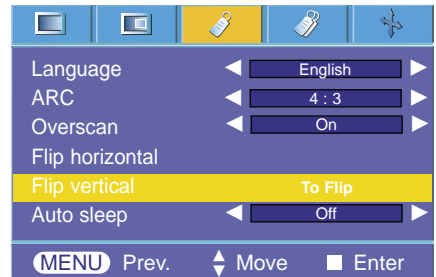 Language English
ARC 4 : 3
Overscan On
Flip horizontal
Flip vertical To Flip
Auto sleep Off
MENU Prev. Move Enter